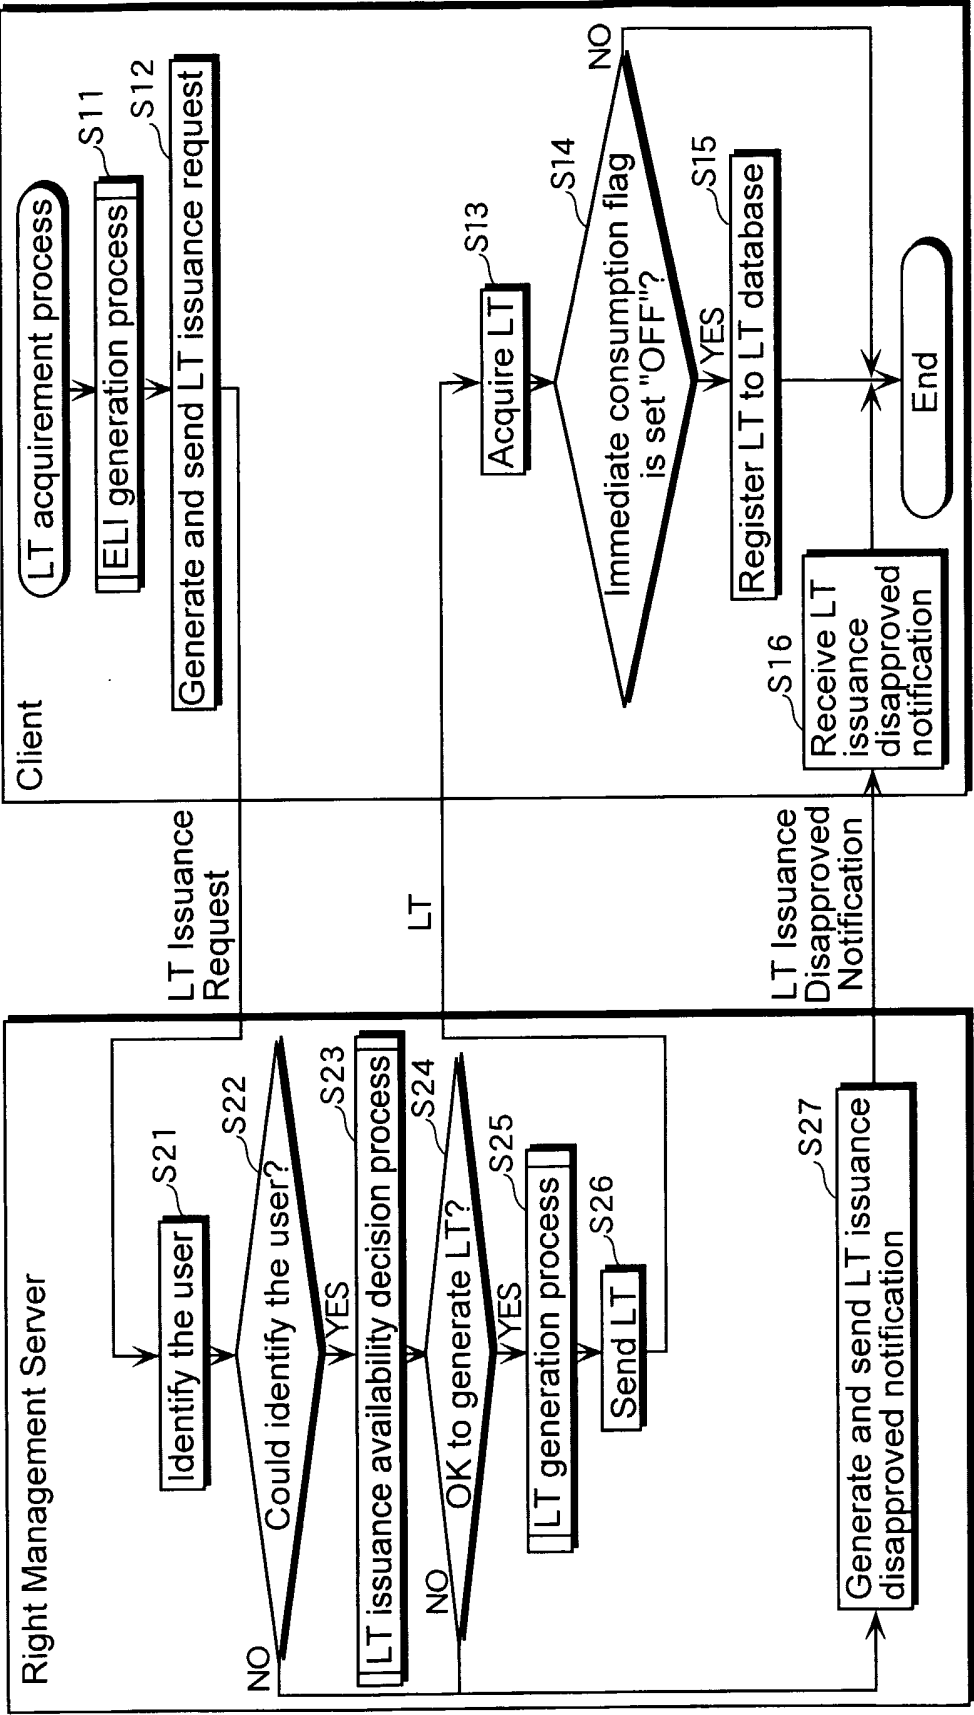 Right Management Server
Identify the user
S21
Could identify the user?
S22
NO
YES
LT issuance availability decision process
S23
OK to generate LT?
S24
NO
YES
LT generation process
S25
Send LT
S26
Generate and send LT issuance
disapproved notification
S27
LT Issuance
Request
LT
LT Issuance
Disapproved
Notification
Client
LT acquirement process
ELI generation process
S11
Generate and send LT issuance request
S12
Acquire LT
S13
Immediate consumption flag
is set "OFF"?
S14
NO
YES
Register LT to LT database
S15
Receive LT
issuance
disapproved
notification
S16
End